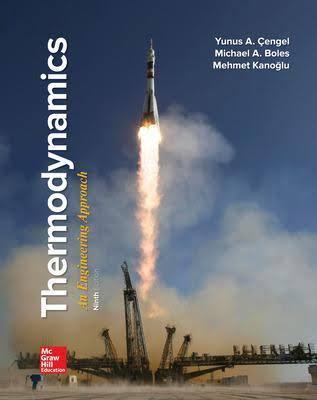 Yunus A. Çengel
Michael A. Boles
Mehmet Kanoğlu
Thermodynamics
An Engineering Approach
Ninth Edition
Mc
Graw
Hill
Education